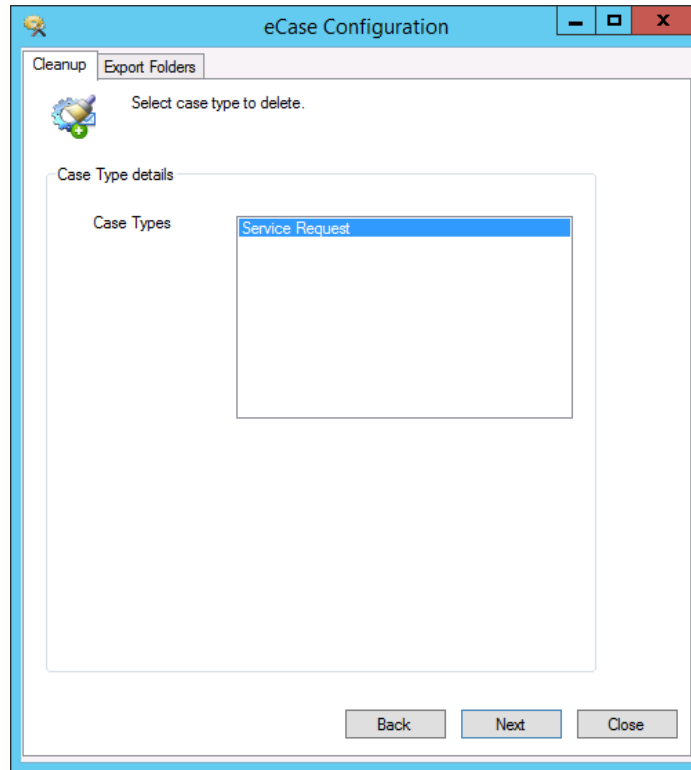 eCase Configuration
Cleanup
Export Folders
Select case type to delete.
Case Type details
Case Types
Service Request
Back
Next
Close